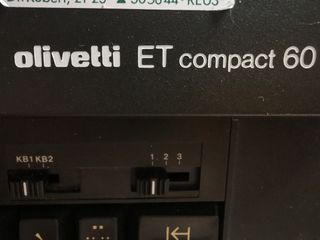 olivetti ET compact 60
KB1 KB2 1 2 3